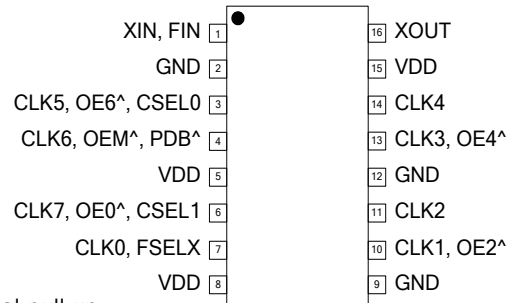 XIN, FIN 1 16 XOUT
GND 2 15 VDD
CLK5, OE6^, CSEL0 3 14 CLK4
CLK6, OEM^, PDB^ 4 13 CLK3, OE4^
VDD 5 12 GND
CLK7, OE0^, CSEL1 6 11 CLK2
CLK0, FSELX 7 10 CLK1, OE2^
VDD 8 9 GND